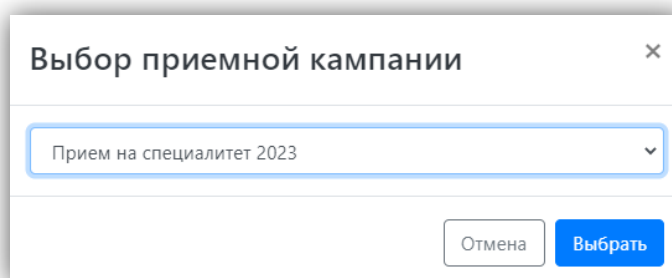 Выбор приемной кампании
×
Прием на специалитет 2023
Отмена
Выбрать